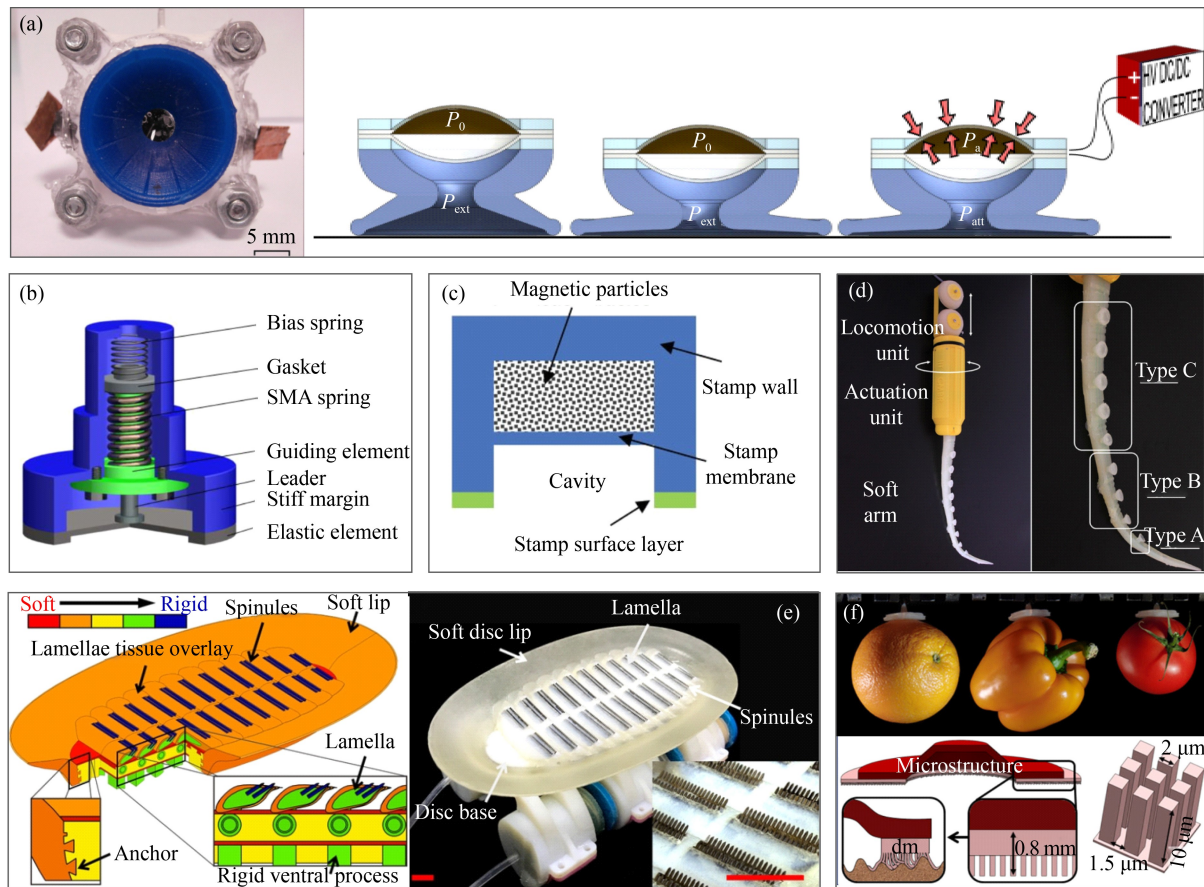 (a)
5 mm
P0
Pext
P0
Pext
Pa
Patt
+
-
HV DC/DC
CONVERTER
(b)
Bias spring
Gasket
SMA spring
Guiding element
Leader
Stiff margin
Elastic element
(c)
Magnetic particles
Stamp wall
Stamp
membrane
Cavity
Stamp surface layer
(d)
Locomotion
unit
Actuation
unit
Soft
arm
Type C
Type B
Type A
Soft
Rigid
Spinules
Soft lip
Lamellae tissue overlay
Lamella
Anchor
Rigid ventral process
(e)
Lamella
Soft disc lip
Spinules
Disc base
(f)
Microstructure
dm
0.8 mm
2 μm
10 μm
1.5 μm